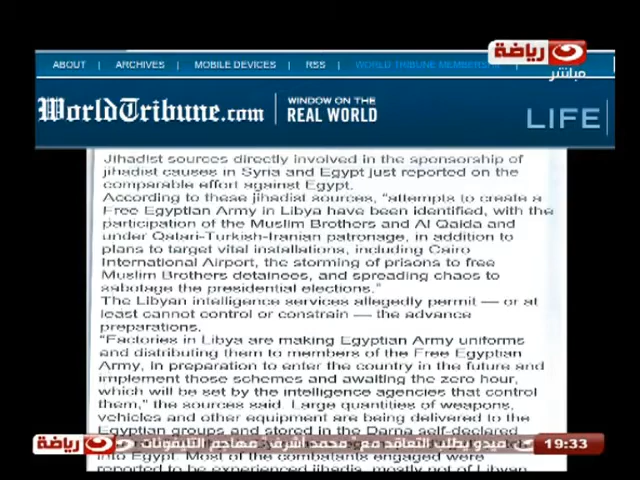 رياضة
مباشر
ABOUT | ARCHIVES | MOBILE DEVICES | RSS | WORLD TRIBUNE MEMBERSH
WorldTribune.com
WINDOW ON THE
REAL WORLD
LIFE
Jihadist sources directly involved in the sponsorship of
jihadist causes in Syria and Egypt just reported on the
comparable effort against Egypt.
According to these jihadist sources, “attempts to create a
Free Egyptian Army in Libya have been identified, with the
participation of the Muslim Brothers and Al Qaida and
under Qatari-Turkish-Iranian patronage, in addition to
plans to target vital installations, including Cairo
International Airport, the storming of prisons to free
Muslim Brothers detainees, and spreading chaos to
sabotage the presidential elections.”
The Libyan intelligence services allegedly permit — or at
least cannot control or constrain — the advance
preparations.
“Factories in Libya are making Egyptian Army uniforms
and distributing them to members of the Free Egyptian
Army, in preparation to enter the country in the future and
implement those schemes and awaiting the zero hour,
which will be set by the intelligence agencies that control
them,” the sources said. Large quantities of weapons,
vehicles and other equipment are being delivered to the
Egyptian groups and stored in the Darna self-declared
رياضة ميدو يطلب التعاقد مع " محمد اشرف " مهاجم التليفونات 19:33
into Egypt. Most of the combatants engaged were
reported to be experienced jihadis, mostly not of Libyan